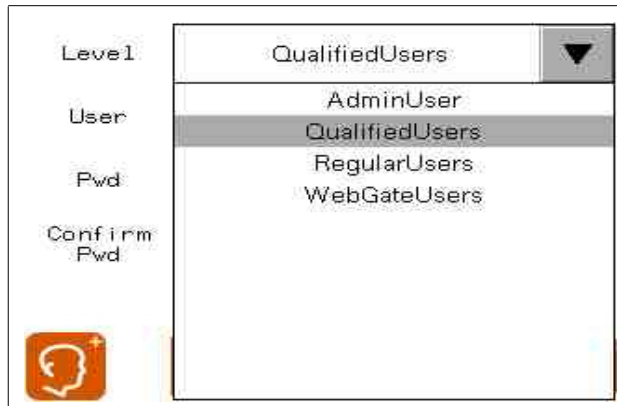 Level
QualifiedUsers
AdminUser
User
QualifiedUsers
RegularUsers
Pwd
WebGateUsers
Confirm
Pwd